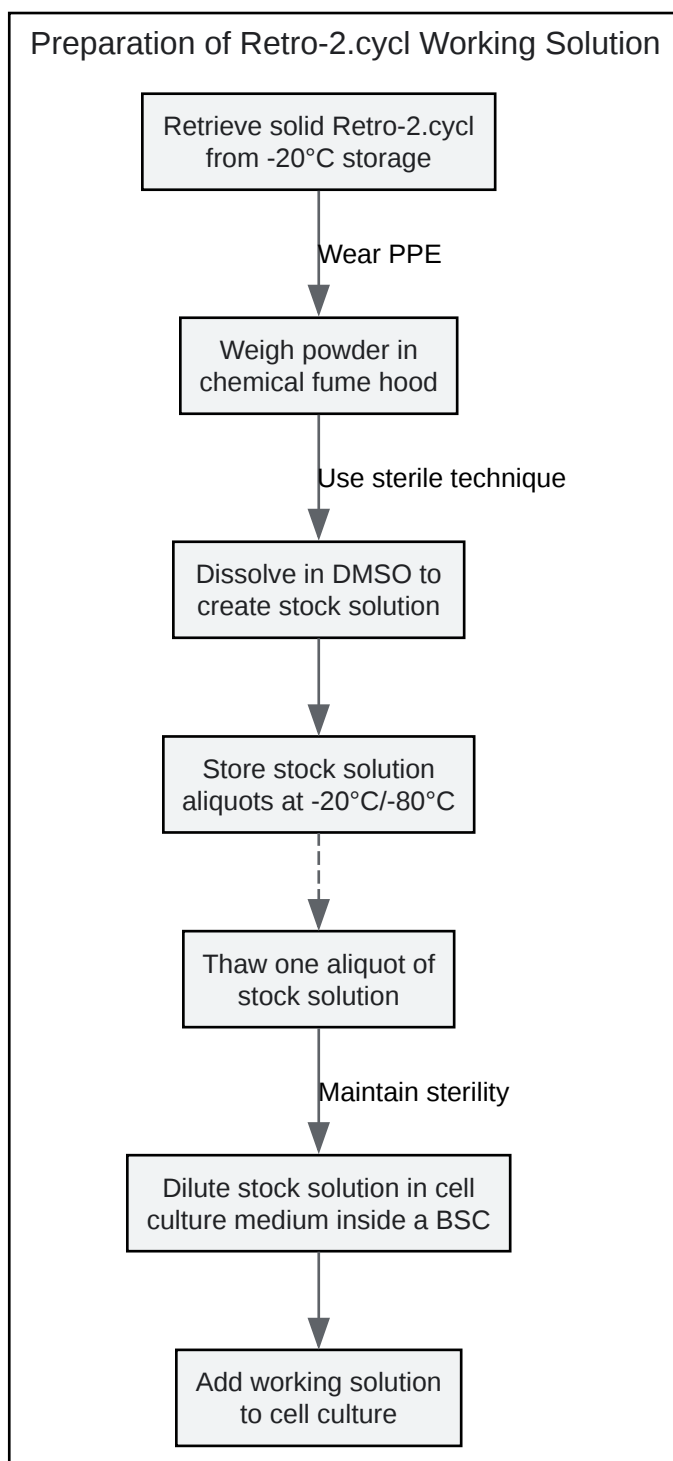 Preparation of Retro-2.cycl Working Solution
Retrieve solid Retro-2.cycl
from -20°C storage
Wear PPE
Weigh powder in
chemical fume hood
Use sterile technique
Dissolve in DMSO to
create stock solution
Store stock solution
aliquots at -20°C/-80°C
Thaw one aliquot of
stock solution
Maintain sterility
Dilute stock solution in cell
culture medium inside a BSC
Add working solution
to cell culture